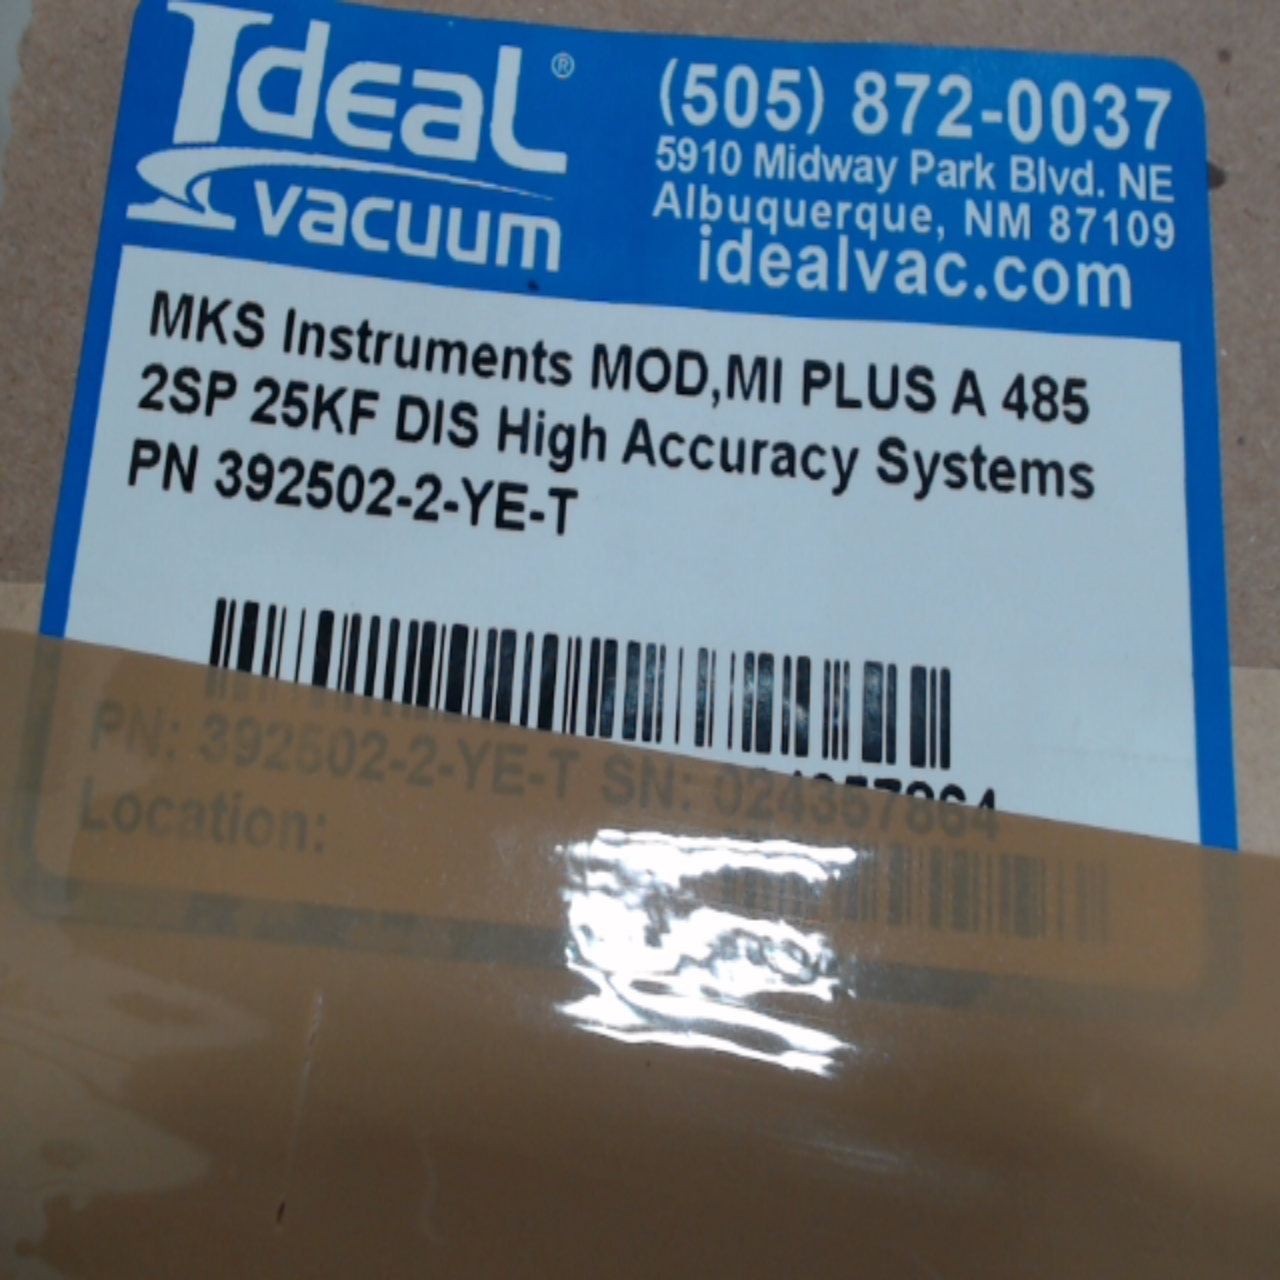 Ideal®
vacuum
(505) 872-0037
5910 Midway Park Blvd. NE
Albuquerque, NM 87109
idealvac.com
MKS Instruments MOD,MI PLUS A 485
2SP 25KF DIS High Accuracy Systems
PN 392502-2-YE-T
PN: 392502-2-YE-T SN: 024357864
Location: